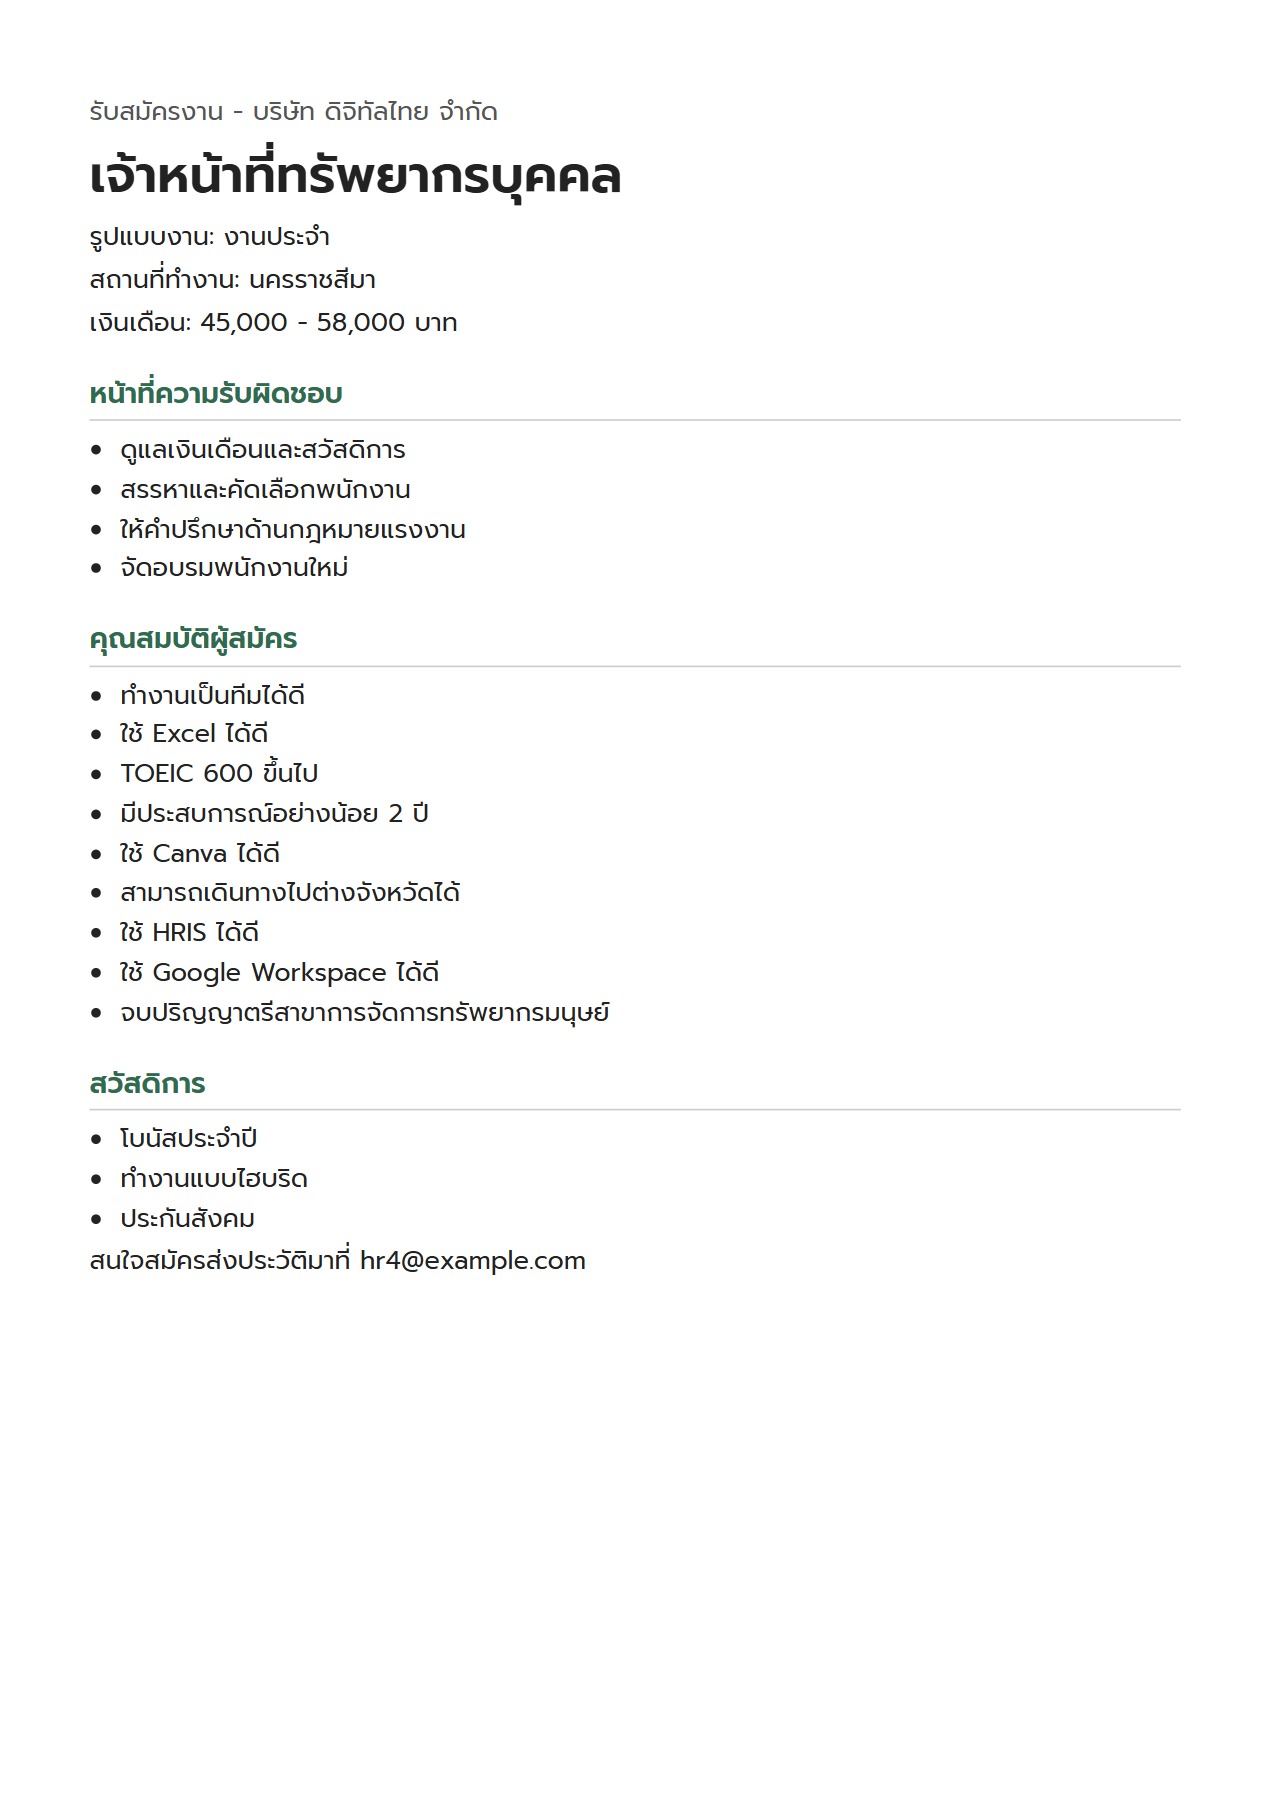 รับสมัครงาน - บริษัท ดิจิทัลไทย จำกัด
เจ้าหน้าที่ทรัพยากรบุคคล
รูปแบบงาน: งานประจำ
สถานที่ทำงาน: นครราชสีมา
เงินเดือน: 45,000 - 58,000 บาท
หน้าที่ความรับผิดชอบ
• ดูแลเงินเดือนและสวัสดิการ
• สรรหาและคัดเลือกพนักงาน
• ให้คำปรึกษาด้านกฎหมายแรงงาน
• จัดอบรมพนักงานใหม่
คุณสมบัติผู้สมัคร
• ทำงานเป็นทีมได้ดี
• ใช้ Excel ได้ดี
• TOEIC 600 ขึ้นไป
• มีประสบการณ์อย่างน้อย 2 ปี
• ใช้ Canva ได้ดี
• สามารถเดินทางไปต่างจังหวัดได้
• ใช้ HRIS ได้ดี
• ใช้ Google Workspace ได้ดี
• จบปริญญาตรีสาขาการจัดการทรัพยากรมนุษย์
สวัสดิการ
• โบนัสประจำปี
• ทำงานแบบไฮบริด
• ประกันสังคม
สนใจสมัครส่งประวัติมาที่ hr4@example.com